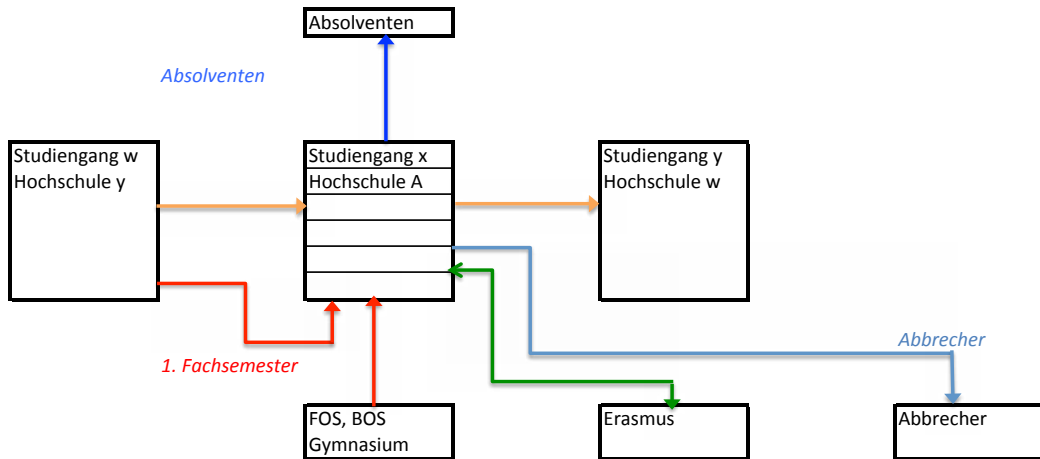 Absolventen
Absolventen
Studiengang w
Hochschule y
Studiengang x
Hochschule A
Studiengang y
Hochschule w
1. Fachsemester
Abbrecher
FOS, BOS
Gymnasium
Erasmus
Abbrecher